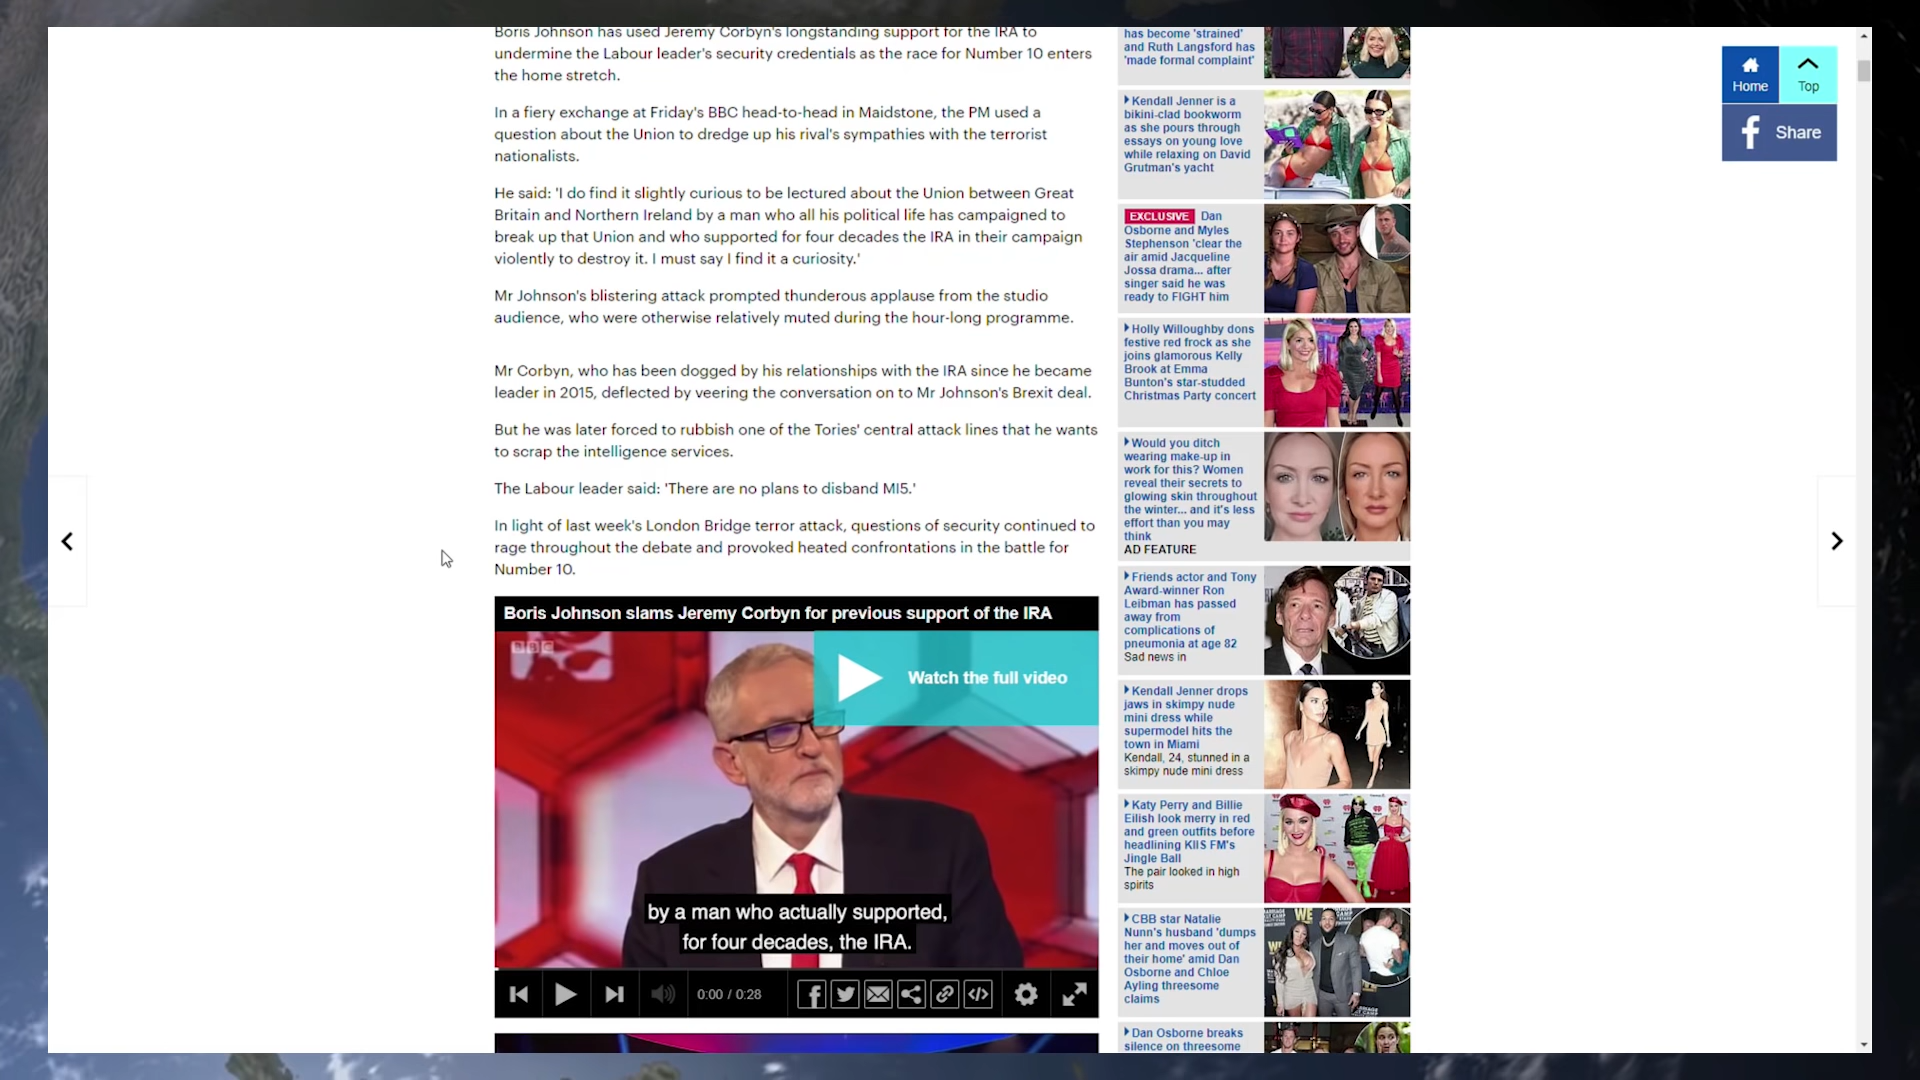 Boris Johnson has used Jeremy Corbyn's longstanding support for the IRA to
undermine the Labour leader's security credentials as the race for Number 10 enters
the home stretch.
In a fiery exchange at Friday's BBC head-to-head in Maidstone, the PM used a
question about the Union to dredge up his rival's sympathies with the terrorist
nationalists.
He said: 'I do find it slightly curious to be lectured about the Union between Great
Britain and Northern Ireland by a man who all his political life has campaigned to
break up that Union and who supported for four decades the IRA in their campaign
violently to destroy it. I must say I find it a curiosity.'
Mr Johnson's blistering attack prompted thunderous applause from the studio
audience, who were otherwise relatively muted during the hour-long programme.
Mr Corbyn, who has been dogged by his relationships with the IRA since he became
leader in 2015, deflected by veering the conversation on to Mr Johnson's Brexit deal.
But he was later forced to rubbish one of the Tories' central attack lines that he wants
to scrap the intelligence services.
The Labour leader said: 'There are no plans to disband MI5.'
In light of last week's London Bridge terror attack, questions of security continued to
rage throughout the debate and provoked heated confrontations in the battle for
Number 10.
Boris Johnson slams Jeremy Corbyn for previous support of the IRA
BBC
Watch the full video
by a man who actually supported,
for four decades, the IRA.
0:00 / 0:28
has become 'strained'
and Ruth Langsford has
'made formal complaint'
Kendall Jenner is a
bikini-clad bookworm
as she pours through
essays on young love
while relaxing on David
Grutman's yacht
EXCLUSIVE Dan
Osborne and Myles
Stephenson 'clear the
air amid Jacqueline
Jossa drama... after
singer said he was
ready to FIGHT him
Holly Willoughby dons
festive red frock as she
joins glamorous Kelly
Brook at Emma
Bunton's star-studded
Christmas Party concert
Would you ditch
wearing make-up in
work for this? Women
reveal their secrets to
glowing skin throughout
the winter... and it's less
effort than you may
think
AD FEATURE
Friends actor and Tony
Award-winner Ron
Leibman has passed
away from
complications of
pneumonia at age 82
Sad news in
Kendall Jenner drops
jaws in skimpy nude
mini dress while
supermodel hits the
town in Miami
Kendall, 24, stunned in a
skimpy nude mini dress
Katy Perry and Billie
Eilish look merry in red
and green outfits before
headlining KIIS FM's
Jingle Ball
The pair looked in high
spirits
CBB star Natalie
Nunn's husband 'dumps
her and moves out of
their home' amid Dan
Osborne and Chloe
Ayling threesome
claims
WE
Dan Osborne breaks
silence on threesome
Home
Top
Share